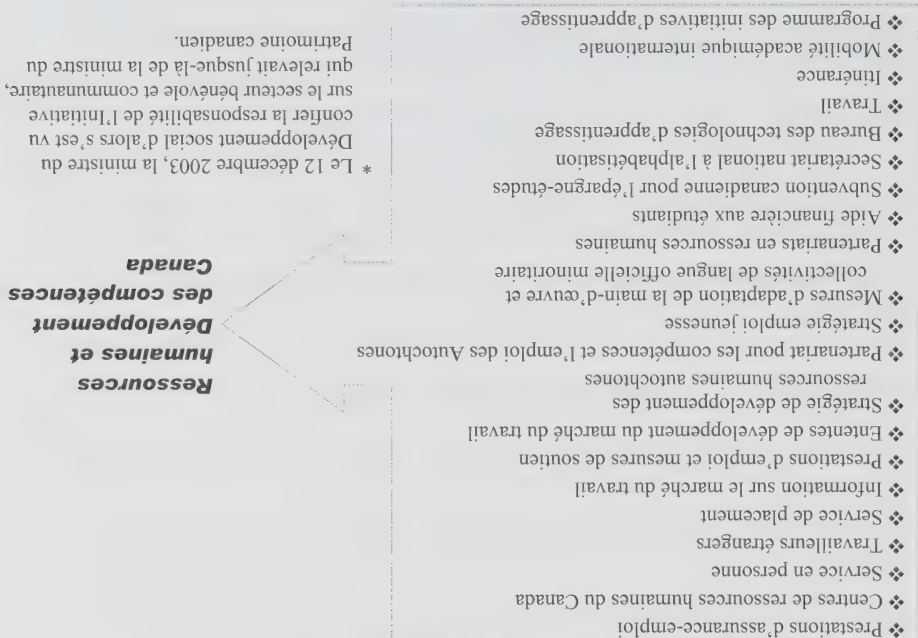 ❖ Prestations d'assurance-emploi
❖ Centres de ressources humaines du Canada
❖ Service en personne
❖ Travailleurs étrangers
❖ Service de placement
❖ Information sur le marché du travail
❖ Prestations d'emploi et mesures de soutien
❖ Ententes de développement du marché du travail
❖ Stratégie de développement des
ressources humaines autochtones
❖ Partenariat pour les compétences et l'emploi des Autochtones
❖ Stratégie emploi jeunesse
❖ Mesures d'adaptation de la main-d'œuvre et
collectivités de langue officielle minoritaire
❖ Partenariats en ressources humaines
❖ Aide financière aux étudiants
❖ Subvention canadienne pour l'épargne-études
❖ Secrétariat national à l'alphabétisation
❖ Bureau des technologies d'apprentissage
❖ Travail
❖ Itinérance
❖ Mobilité académique internationale
❖ Programme des initiatives d'apprentissage
Ressources
humaines et
Développement
des compétences
Canada
* Le 12 décembre 2003, la ministre du
Développement social d'alors s'est vu
confier la responsabilité de l'Initiative
sur le secteur bénévole et communautaire,
qui relevait jusque-là de la ministre du
Patrimoine canadien.